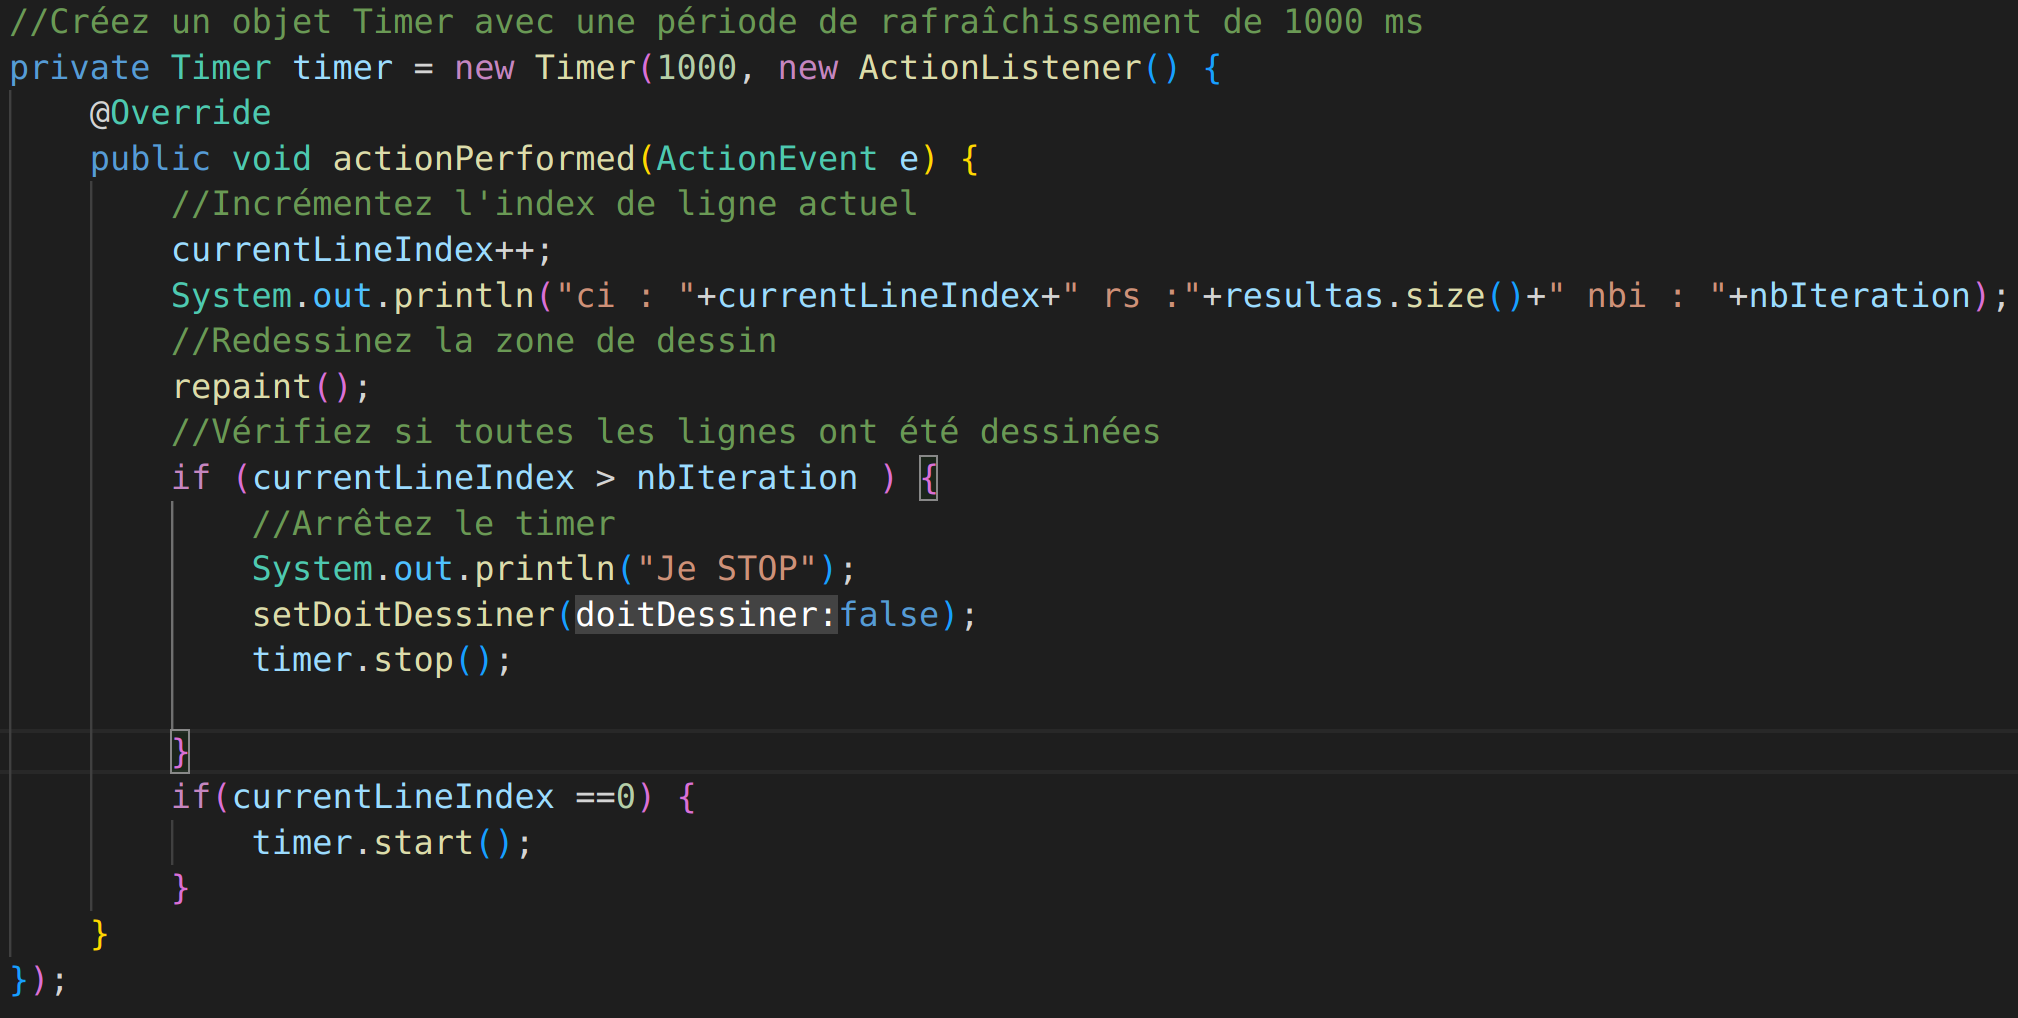 //Créez un objet Timer avec une période de rafraîchissement de 1000 ms
private Timer timer = new Timer(1000, new ActionListener() {
    @Override
    public void actionPerformed(ActionEvent e) {
        //Incrémentez l'index de ligne actuel
        currentLineIndex++;
        System.out.println("ci : "+currentLineIndex+" rs :"+resultas.size()+" nbi : "+nbIteration);
        //Redessinez la zone de dessin
        repaint();
        //Vérifiez si toutes les lignes ont été dessinées
        if (currentLineIndex > nbIteration ) {
            //Arrêtez le timer
            System.out.println("Je STOP");
            setDoitDessiner(doitDessiner:false);
            timer.stop();

        }
        if(currentLineIndex ==0) {
            timer.start();
        }
    }
});